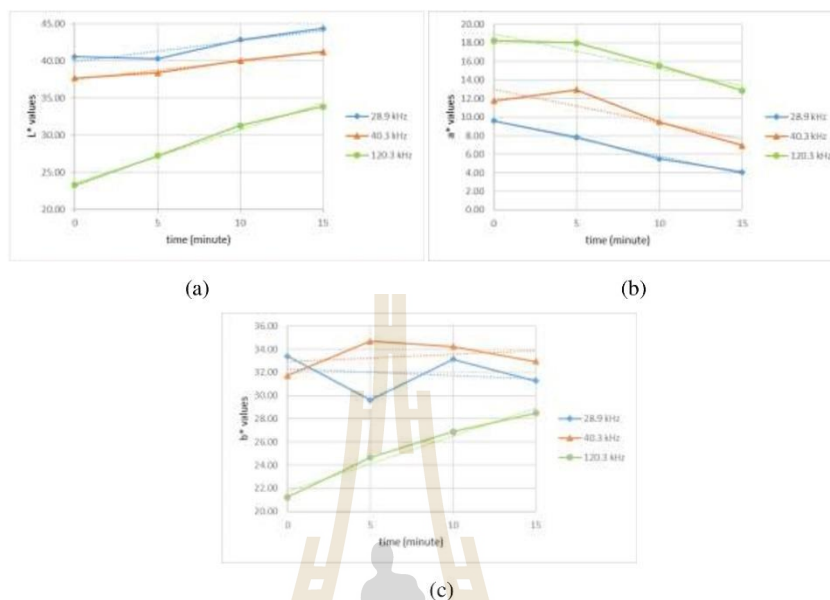 45.00
40.00
35.00
30.00
25.00
20.00
L* values
0 5 10 15
time (minute)
28.9 kHz
40.3 kHz
120.3 kHz
(a)
20.00
18.00
16.00
14.00
12.00
10.00
8.00
6.00
4.00
2.00
0.00
a* values
0 5 10 15
time (minute)
28.9 kHz
40.3 kHz
120.3 kHz
(b)
36.00
34.00
32.00
30.00
28.00
26.00
24.00
22.00
20.00
b* values
0 5 10 15
time (minute)
28.9 kHz
40.3 kHz
120.3 kHz
(c)